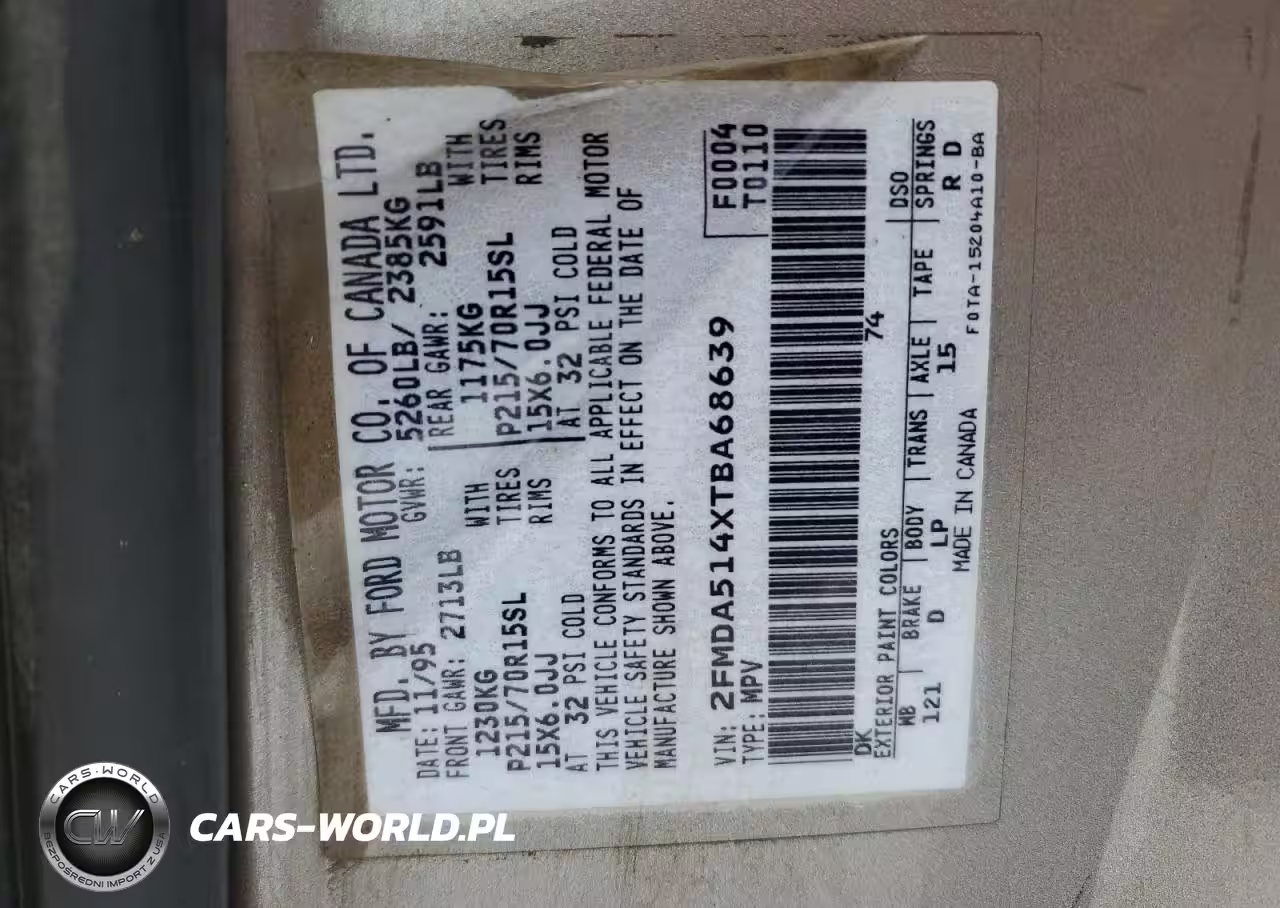 MFD. BY FORD MOTOR CO. OF CANADA LTD.
DATE: 11/95 GVWR: 5260LB/ 2385KG
FRONT GAWR: 2713LB REAR GAWR: 2591LB
1230KG WITH 1175KG WITH
P215/70R15SL TIRES P215/70R15SL TIRES
15X6.0JJ RIMS 15X6.0JJ RIMS
AT 32 PSI COLD AT 32 PSI COLD
THIS VEHICLE CONFORMS TO ALL APPLICABLE FEDERAL MOTOR
VEHICLE SAFETY STANDARDS IN EFFECT ON THE DATE OF
MANUFACTURE SHOWN ABOVE.
VIN: 2FMDA514XTBA68639 F0004
TYPE: MPV T0110
DK 74
EXTERIOR PAINT COLORS DSO
WB BRAKE BODY TRANS AXLE TAPE SPRINGS
121 D LP 15 R D
MADE IN CANADA F0TA-15204A10-BA
CARS-WORLD
CW
BEZPOŚREDNI IMPORT Z USA
CARS-WORLD.PL